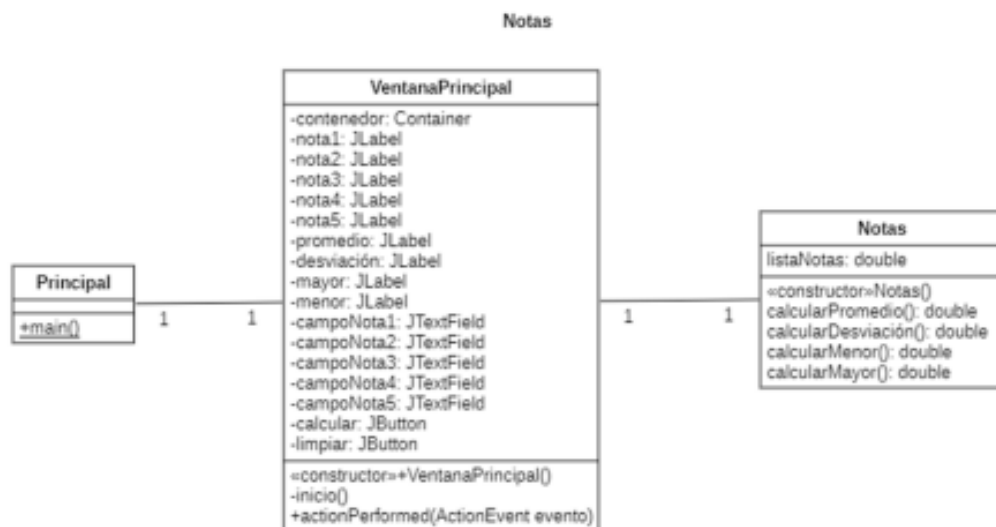 Notas
Principal
+main()
1
1
VentanaPrincipal
-contenedor: Container
-nota1: JLabel
-nota2: JLabel
-nota3: JLabel
-nota4: JLabel
-nota5: JLabel
-promedio: JLabel
-desviación: JLabel
-mayor: JLabel
-menor: JLabel
-campoNota1: JTextField
-campoNota2: JTextField
-campoNota3: JTextField
-campoNota4: JTextField
-campoNota5: JTextField
-calcular: JButton
-limpiar: JButton
«constructor»+VentanaPrincipal()
-inicio()
+actionPerformed(ActionEvent evento)
1
1
Notas
listaNotas: double
«constructor»Notas()
calcularPromedio(): double
calcularDesviación(): double
calcularMenor(): double
calcularMayor(): double